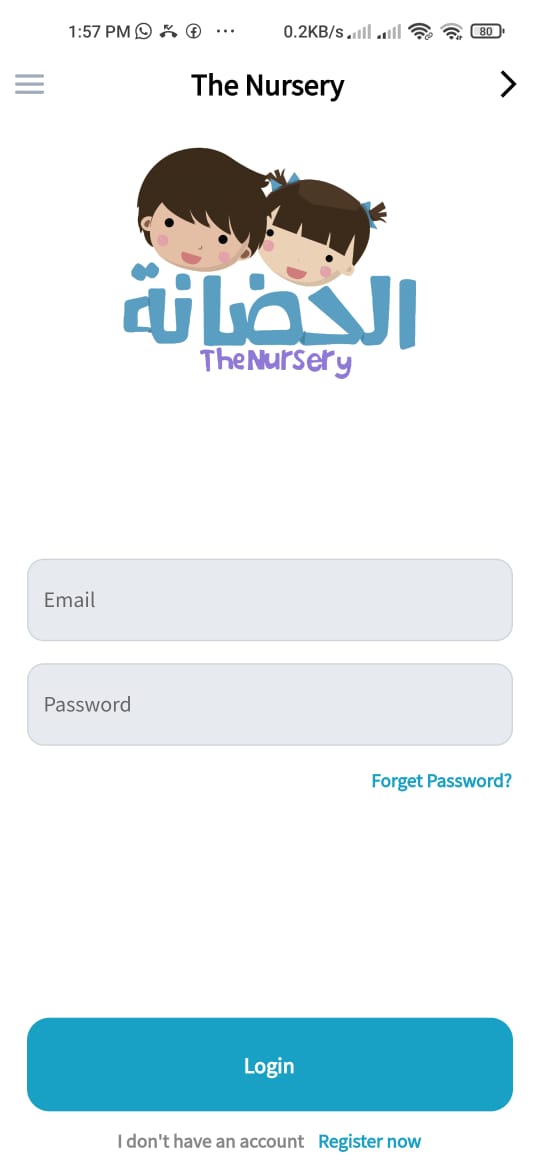 1:57 PM ... 0.2KB/s 80
The Nursery
الحضانة
TheNursery
Email
Password
Forget Password?
Login
I don't have an account Register now